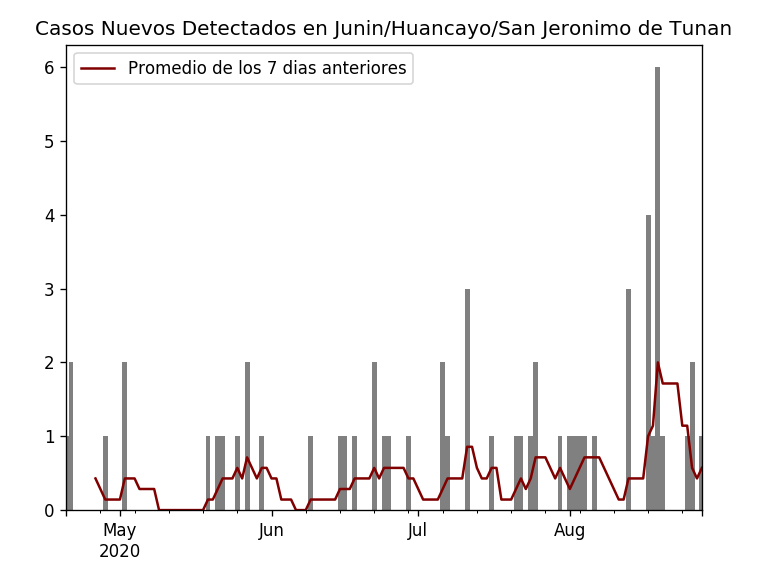 Casos Nuevos Detectados en Junin/Huancayo/San Jeronimo de Tunan
Promedio de los 7 dias anteriores
6
5
4
3
2
1
0
May Jun Jul Aug
2020